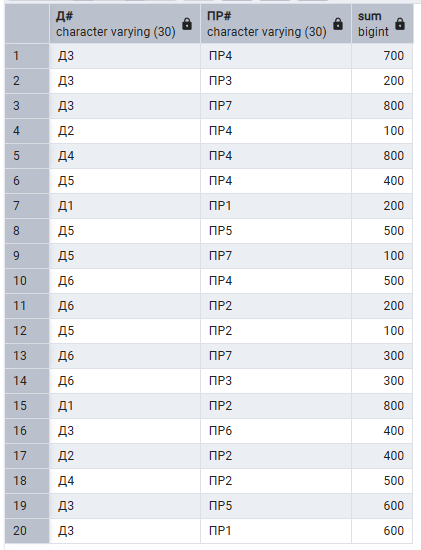 Д# ПР# sum
character varying (30) character varying (30) bigint
1 Д3 ПР4 700
2 Д3 ПР3 200
3 Д3 ПР7 800
4 Д2 ПР4 100
5 Д4 ПР4 800
6 Д5 ПР4 400
7 Д1 ПР1 200
8 Д5 ПР5 500
9 Д5 ПР7 100
10 Д6 ПР4 500
11 Д6 ПР2 200
12 Д5 ПР2 100
13 Д6 ПР7 300
14 Д6 ПР3 300
15 Д1 ПР2 800
16 Д3 ПР6 400
17 Д2 ПР2 400
18 Д4 ПР2 500
19 Д3 ПР5 600
20 Д3 ПР1 600